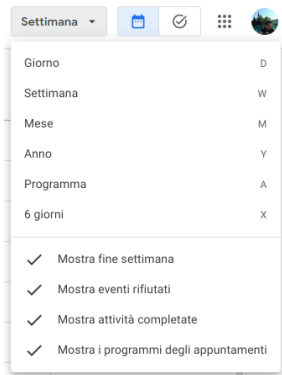 Settimana
Giorno D
Settimana W
Mese M
Anno Y
Programma A
6 giorni X
Mostra fine settimana
Mostra eventi rifiutati
Mostra attività completate
Mostra i programmi degli appuntamenti